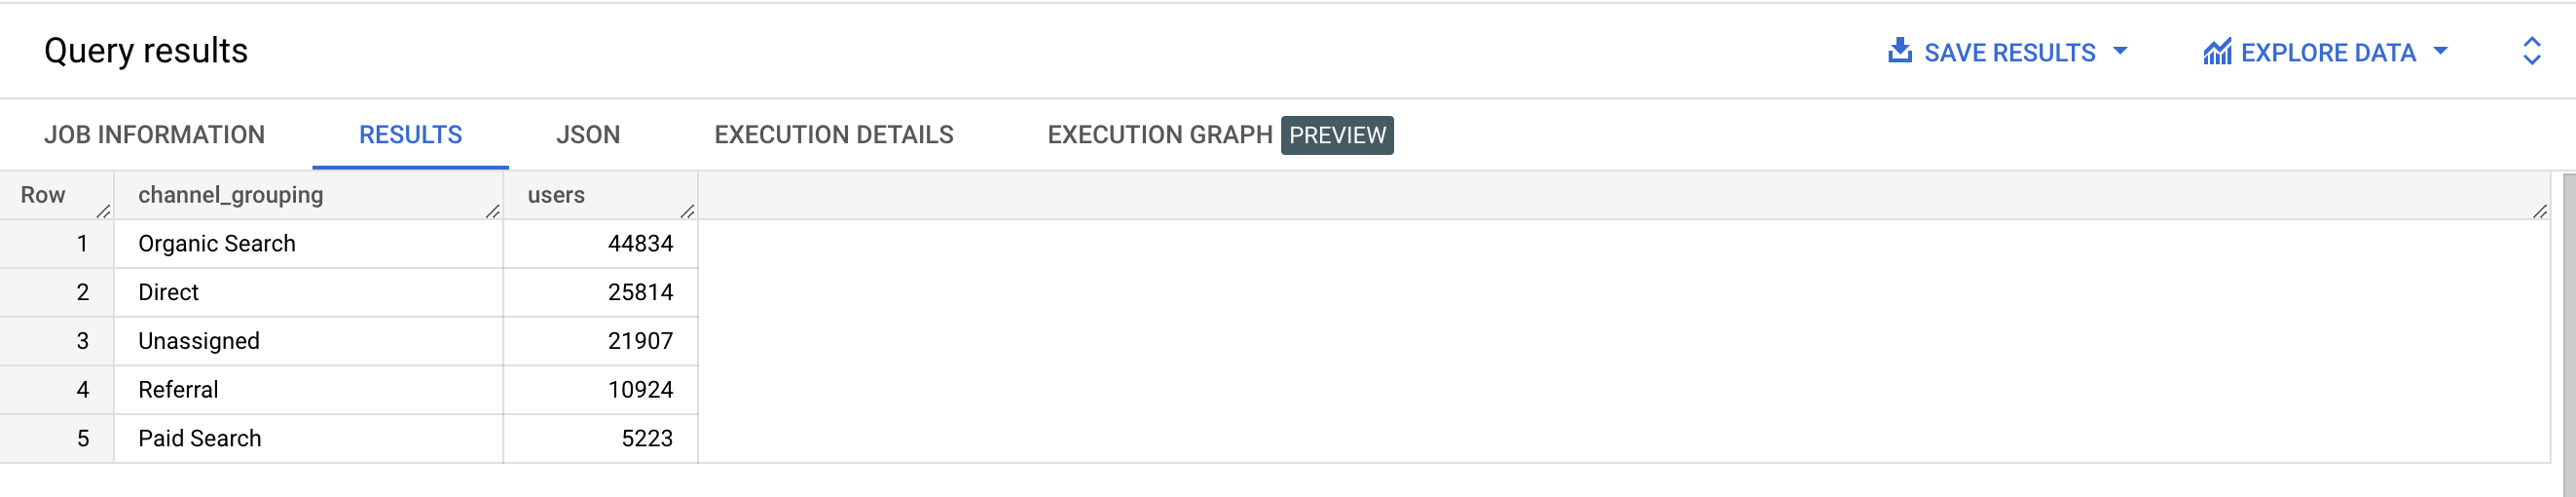 Query results
SAVE RESULTS
EXPLORE DATA
JOB INFORMATION RESULTS JSON EXECUTION DETAILS EXECUTION GRAPH PREVIEW
Row channel_grouping users
1 Organic Search 44834
2 Direct 25814
3 Unassigned 21907
4 Referral 10924
5 Paid Search 5223